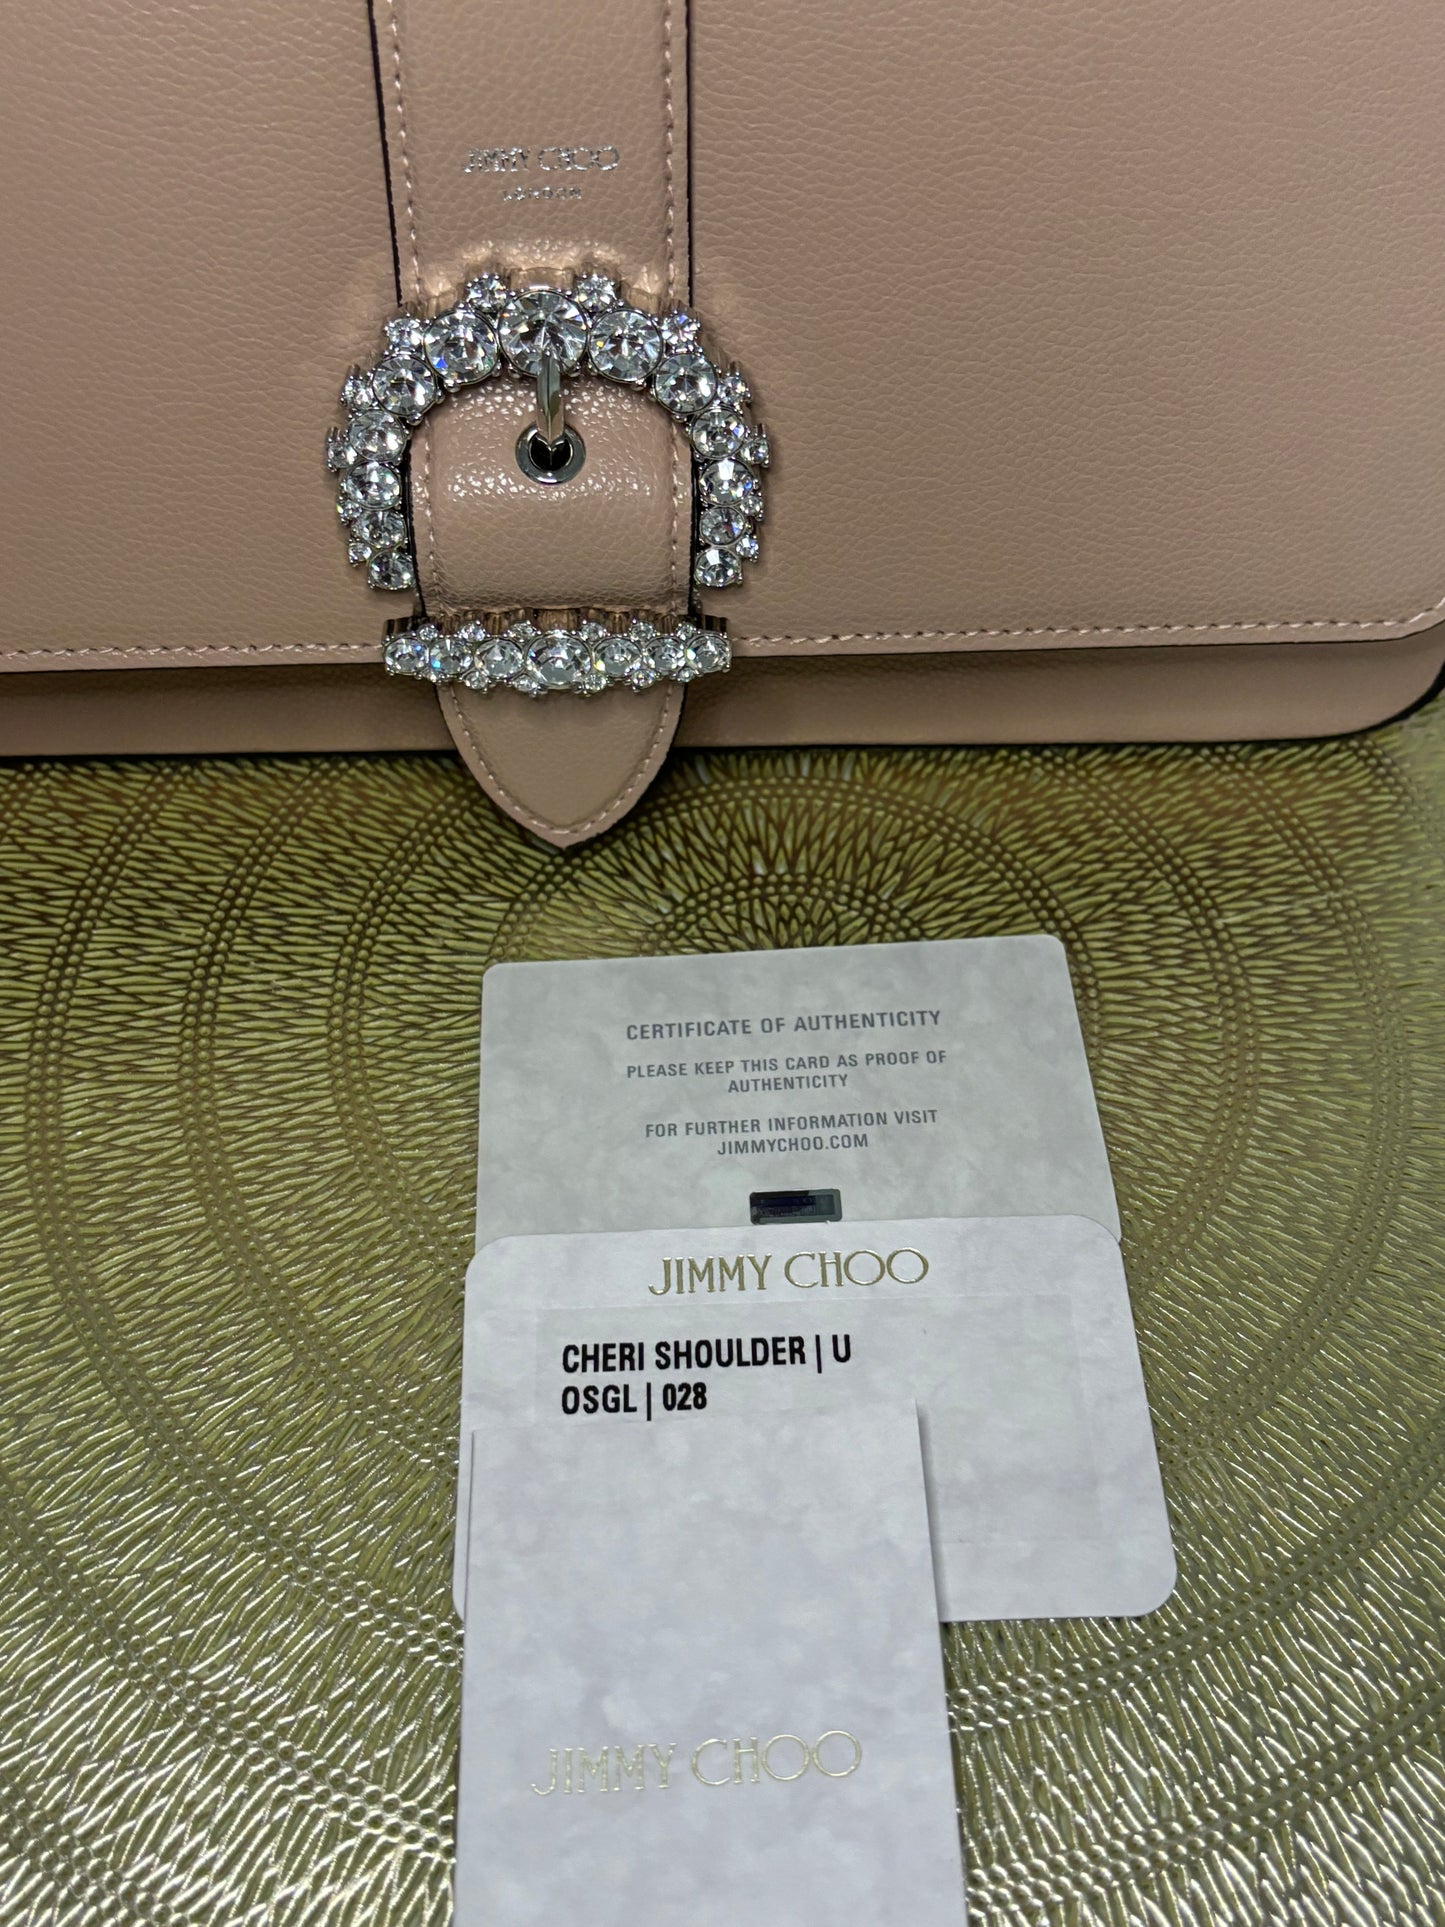 JIMMY CHOO
LONDON
CERTIFICATE OF AUTHENTICITY
PLEASE KEEP THIS CARD AS PROOF OF
AUTHENTICITY
FOR FURTHER INFORMATION VISIT
JIMMYCHOO.COM
JIMMY CHOO
CHERI SHOULDER | U
OSGL | 028
JIMMY CHOO